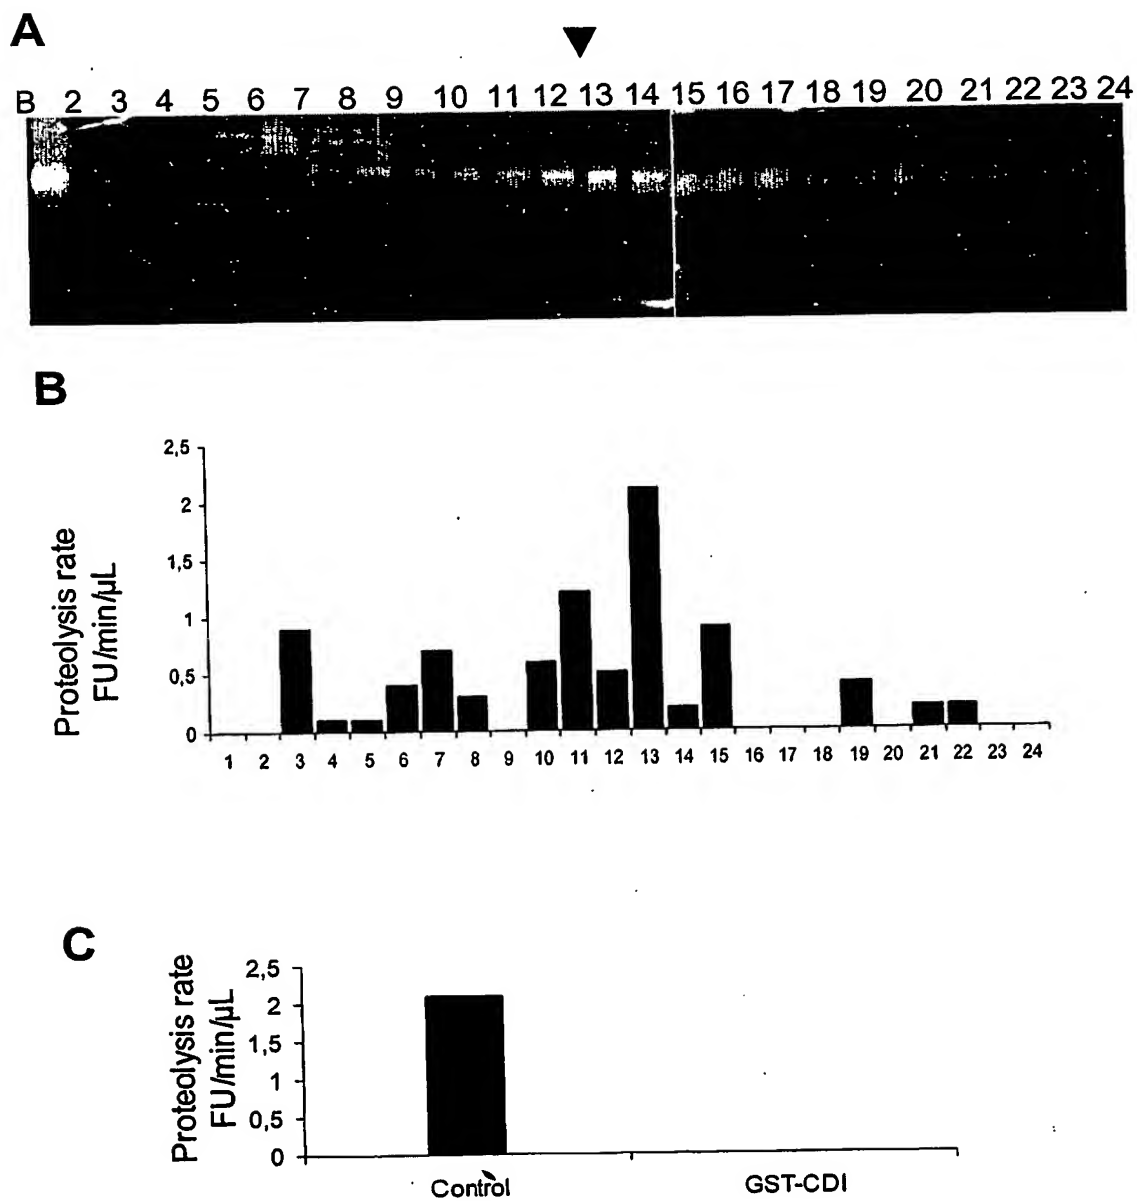 A
B 2 3 4 5 6 7 8 9 10 11 12 13 14 15 16 17 18 19 20 21 22 23 24
B
Proteolysis rate
FU/min/µL
2,5
2
1,5
1
0,5
0
1 2 3 4 5 6 7 8 9 10 11 12 13 14 15 16 17 18 19 20 21 22 23 24
C
Proteolysis rate
FU/min/µL
2,5
2
1,5
1
0,5
0
Control GST-CDI